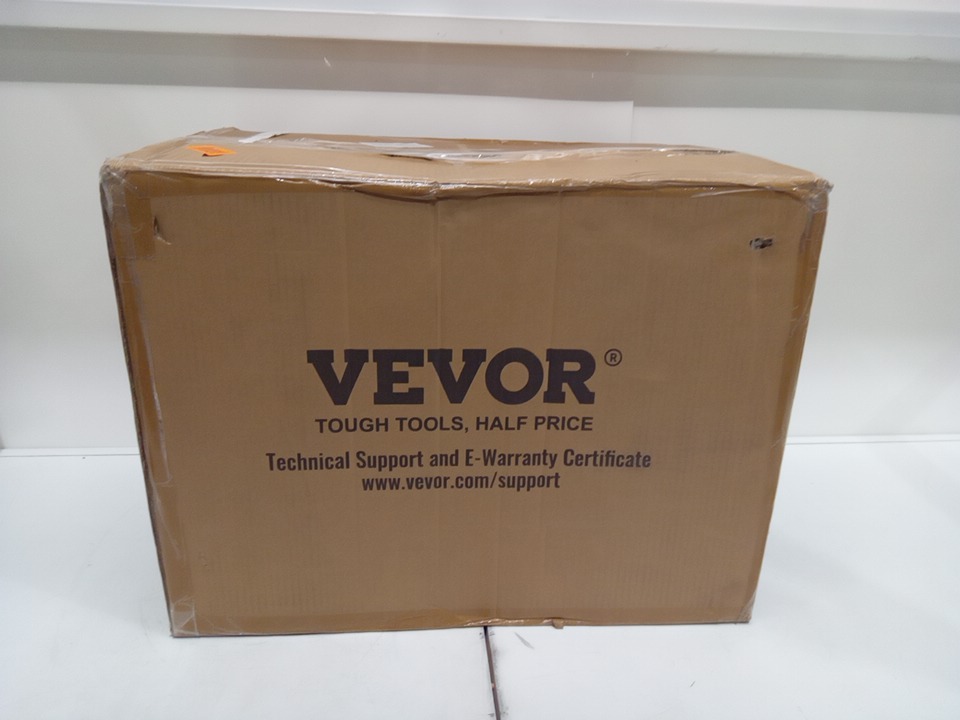 VEVOR®
TOUGH TOOLS, HALF PRICE
Technical Support and E-Warranty Certificate
www.vevor.com/support